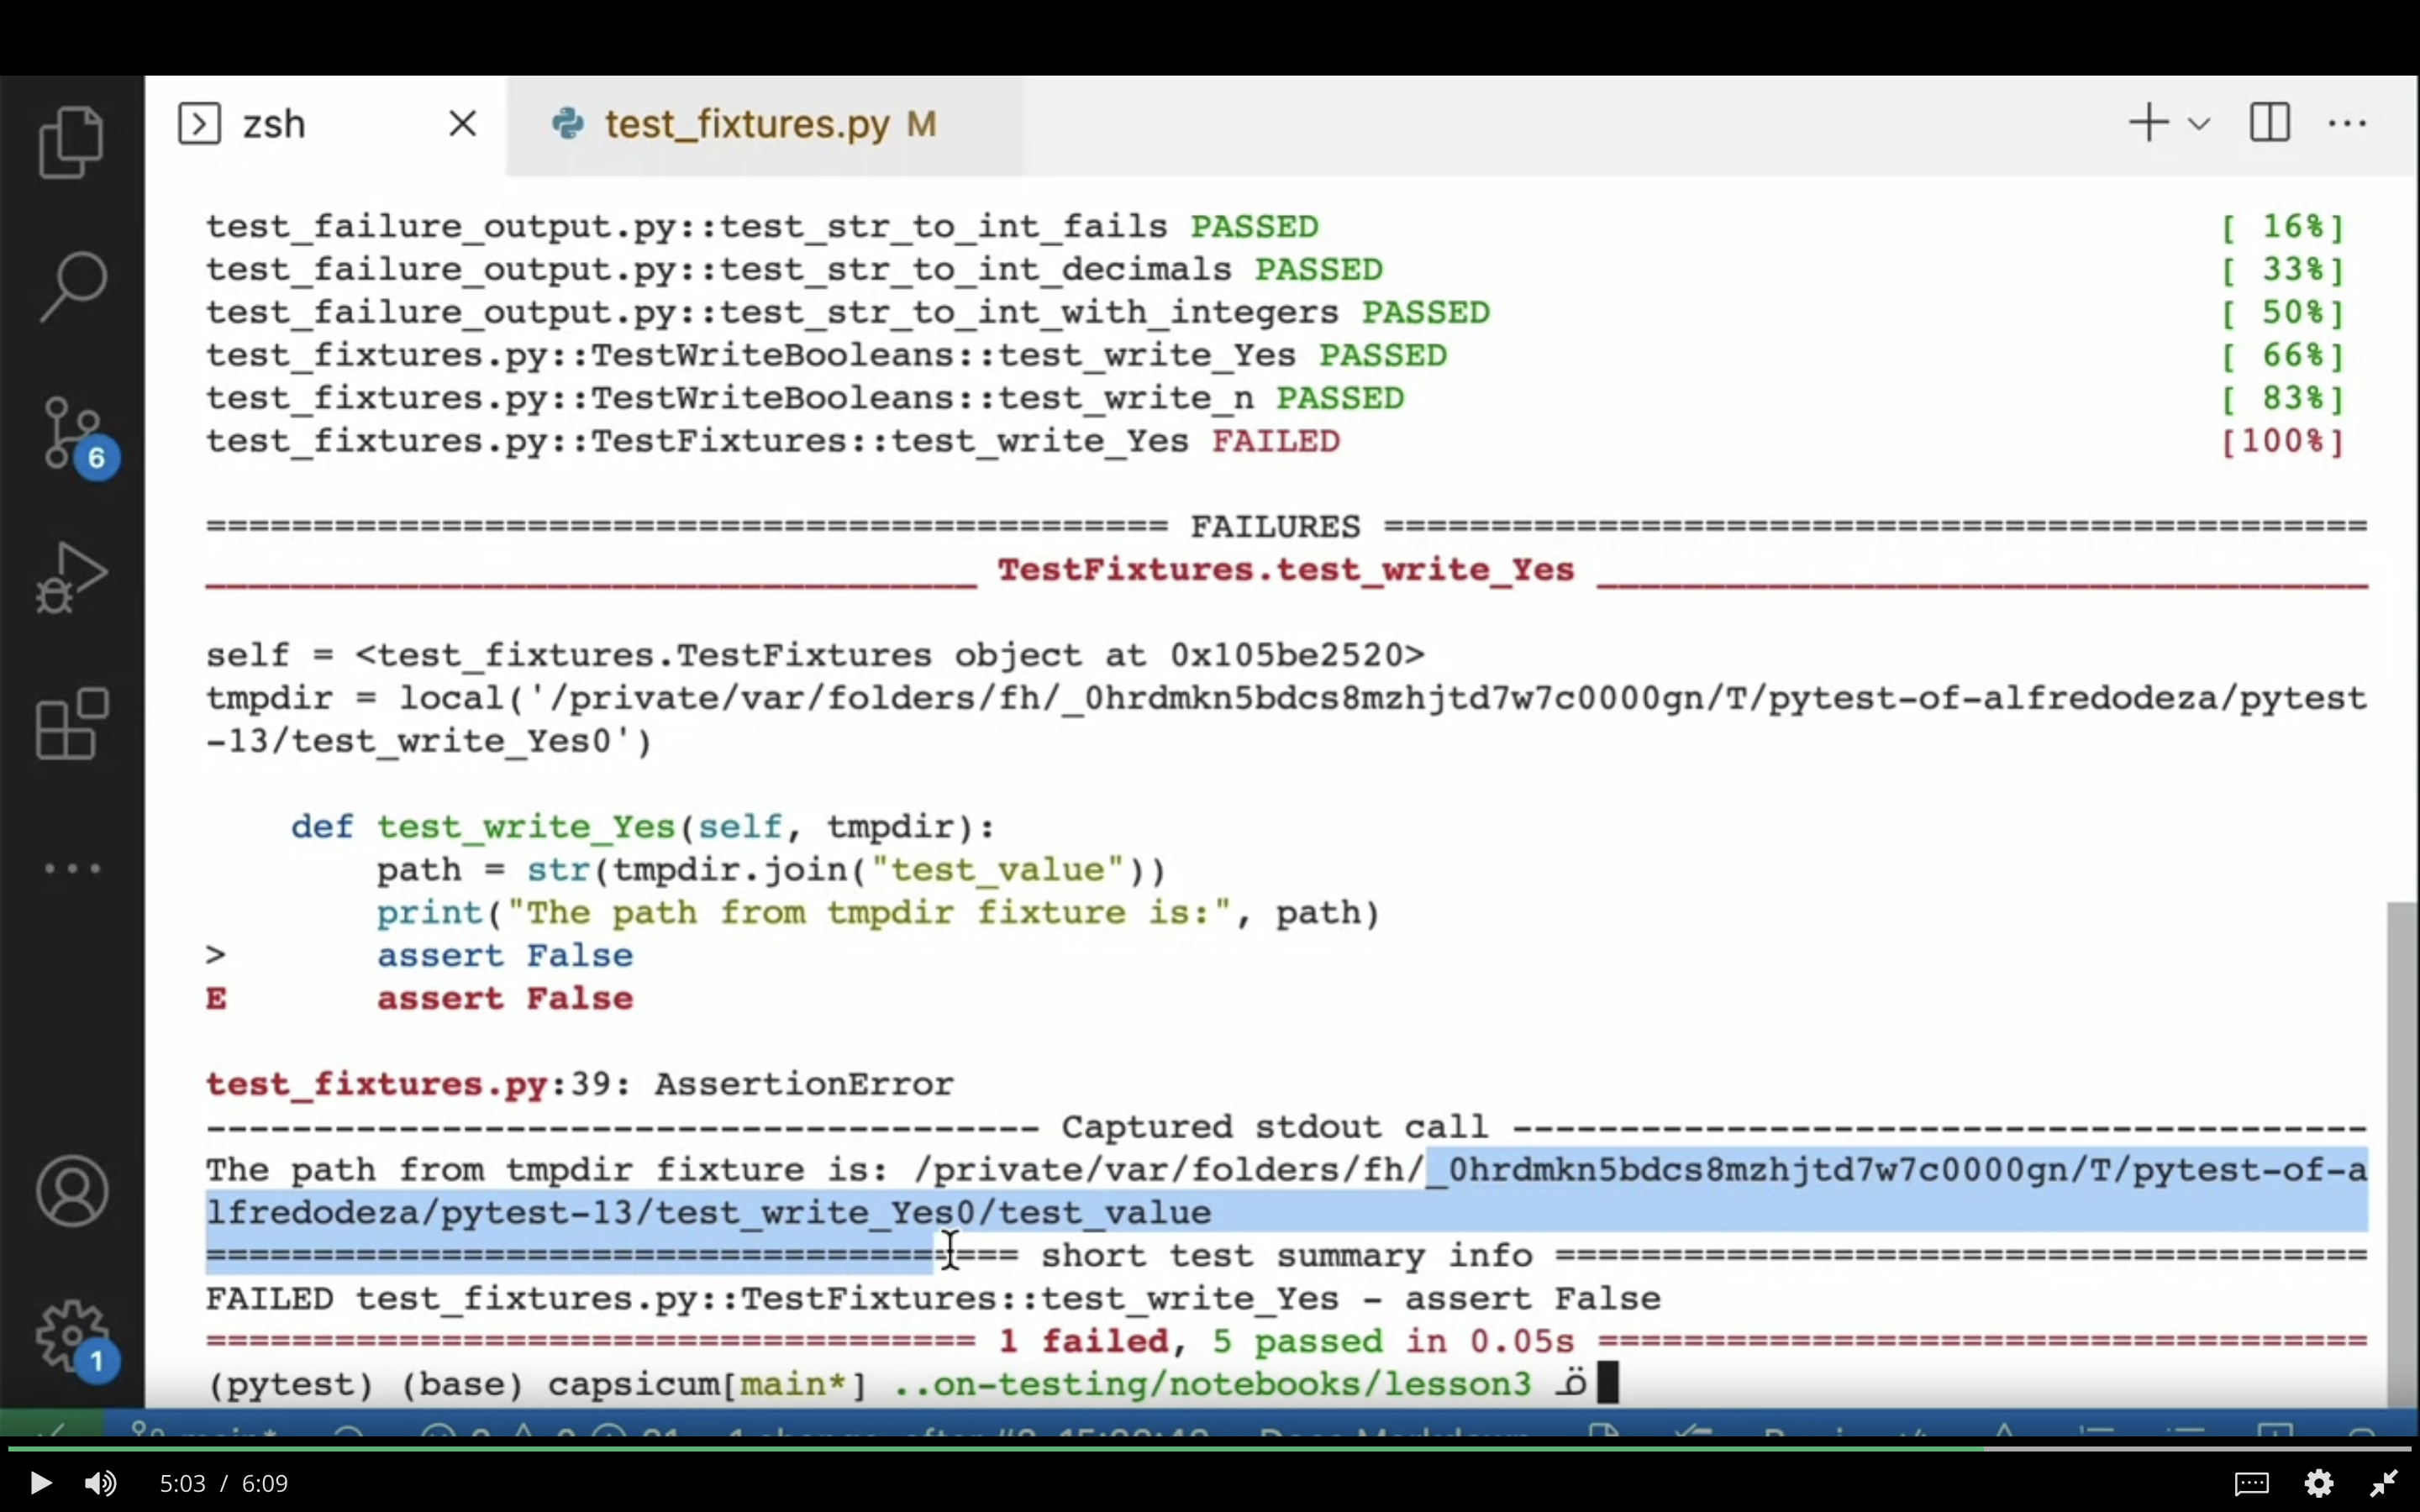 zsh
test_fixtures.py M
test_failure_output.py::test_str_to_int_fails PASSED [ 16%]
test_failure_output.py::test_str_to_int_decimals PASSED [ 33%]
test_failure_output.py::test_str_to_int_with_integers PASSED [ 50%]
test_fixtures.py::TestWriteBooleans::test_write_Yes PASSED [ 66%]
test_fixtures.py::TestWriteBooleans::test_write_n PASSED [ 83%]
test_fixtures.py::TestFixtures::test_write_Yes FAILED [100%]
============================================= FAILURES ==============================================
____________________________________ TestFixtures.test_write_Yes ____________________________________
self = <test_fixtures.TestFixtures object at 0x105be2520>
tmpdir = local('/private/var/folders/fh/_0hrdmkn5bdcs8mzhjtd7w7c0000gn/T/pytest-of-alfredodeza/pytest
-13/test_write_Yes0')
def test_write_Yes(self, tmpdir):
path = str(tmpdir.join("test_value"))
print("The path from tmpdir fixture is:", path)
> assert False
E assert False
test_fixtures.py:39: AssertionError
--------------------------------------- Captured stdout call ----------------------------------------
The path from tmpdir fixture is: /private/var/folders/fh/_0hrdmkn5bdcs8mzhjtd7w7c0000gn/T/pytest-of-a
lfredodeza/pytest-13/test_write_Yes0/test_value
====================================== short test summary info ======================================
FAILED test_fixtures.py::TestFixtures::test_write_Yes - assert False
==================================== 1 failed, 5 passed in 0.05s ====================================
(pytest) (base) capsicum[main*] ..on-testing/notebooks/lesson3
6
1
5:03 / 6:09